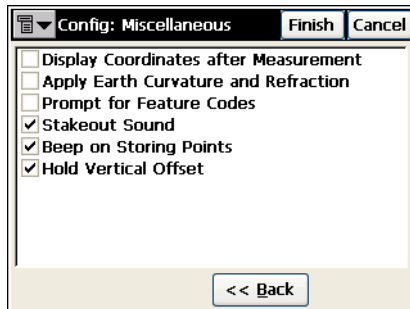 Config: Miscellaneous Finish Cancel
Display Coordinates after Measurement
Apply Earth Curvature and Refraction
Prompt for Feature Codes
Stakeout Sound
Beep on Storing Points
Hold Vertical Offset
<< Back